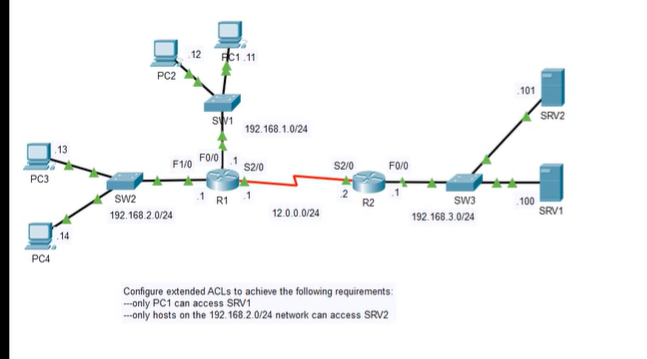 .12
PC1 .11
PC2
.101
SW1
SRV2
192.168.1.0/24
.13
F0/0
.1
F1/0
S2/0
S2/0
F0/0
PC3
SW2
.1
R1
.1
.2
R2
.1
SW3
.100
SRV1
192.168.2.0/24
12.0.0.0/24
192.168.3.0/24
.14
PC4
Configure extended ACLs to achieve the following requirements:
---only PC1 can access SRV1
---only hosts on the 192.168.2.0/24 network can access SRV2